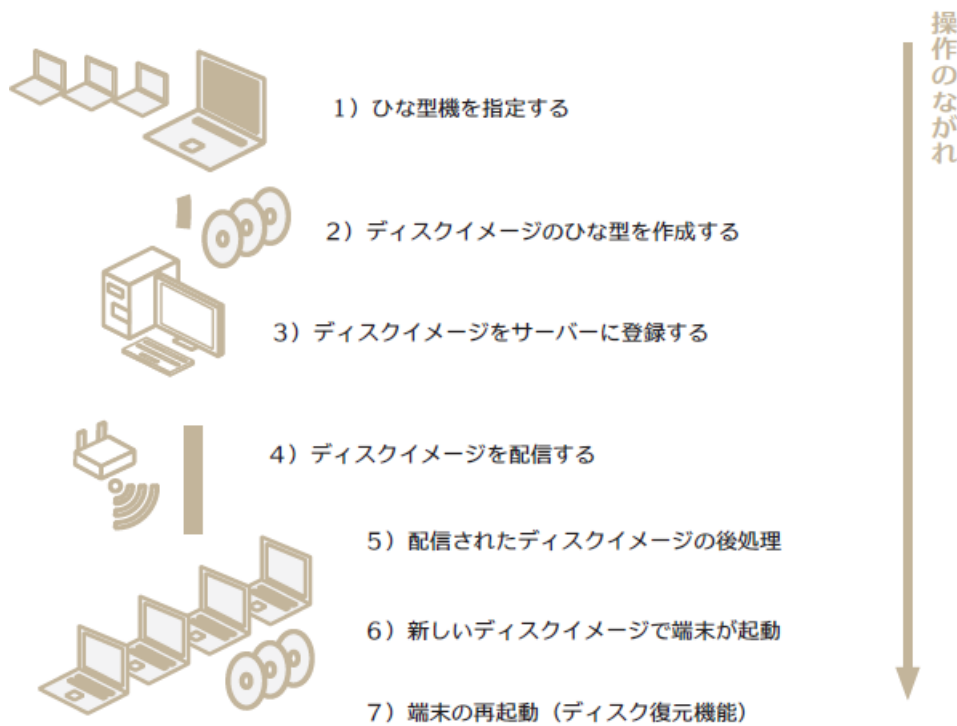 操作のながれ
1）ひな型機を指定する
2）ディスクイメージのひな型を作成する
3）ディスクイメージをサーバーに登録する
4）ディスクイメージを配信する
5）配信されたディスクイメージの後処理
6）新しいディスクイメージで端末が起動
7）端末の再起動（ディスク復元機能）